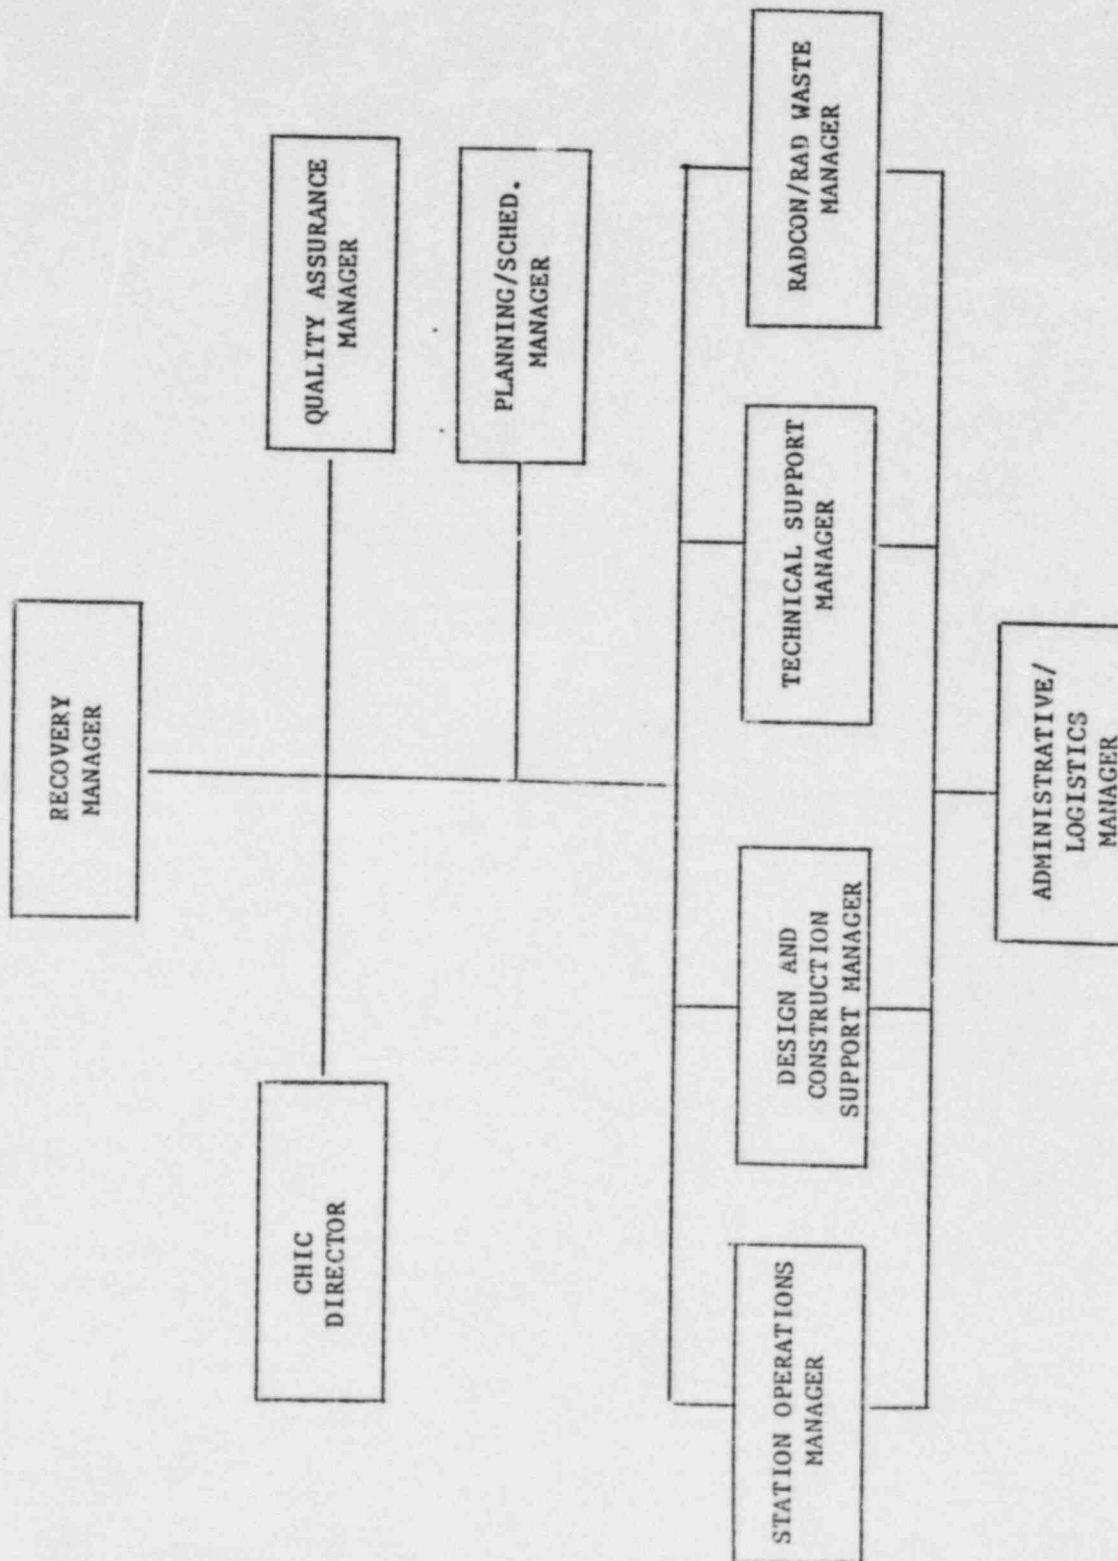 RECOVERY
MANAGER
CHIC
DIRECTOR
QUALITY ASSURANCE
MANAGER
PLANNING/SCHED.
MANAGER
STATION OPERATIONS
MANAGER
DESIGN AND
CONSTRUCTION
SUPPORT MANAGER
TECHNICAL SUPPORT
MANAGER
RADCON/RAD WASTE
MANAGER
ADMINISTRATIVE/
LOGISTICS
MANAGER